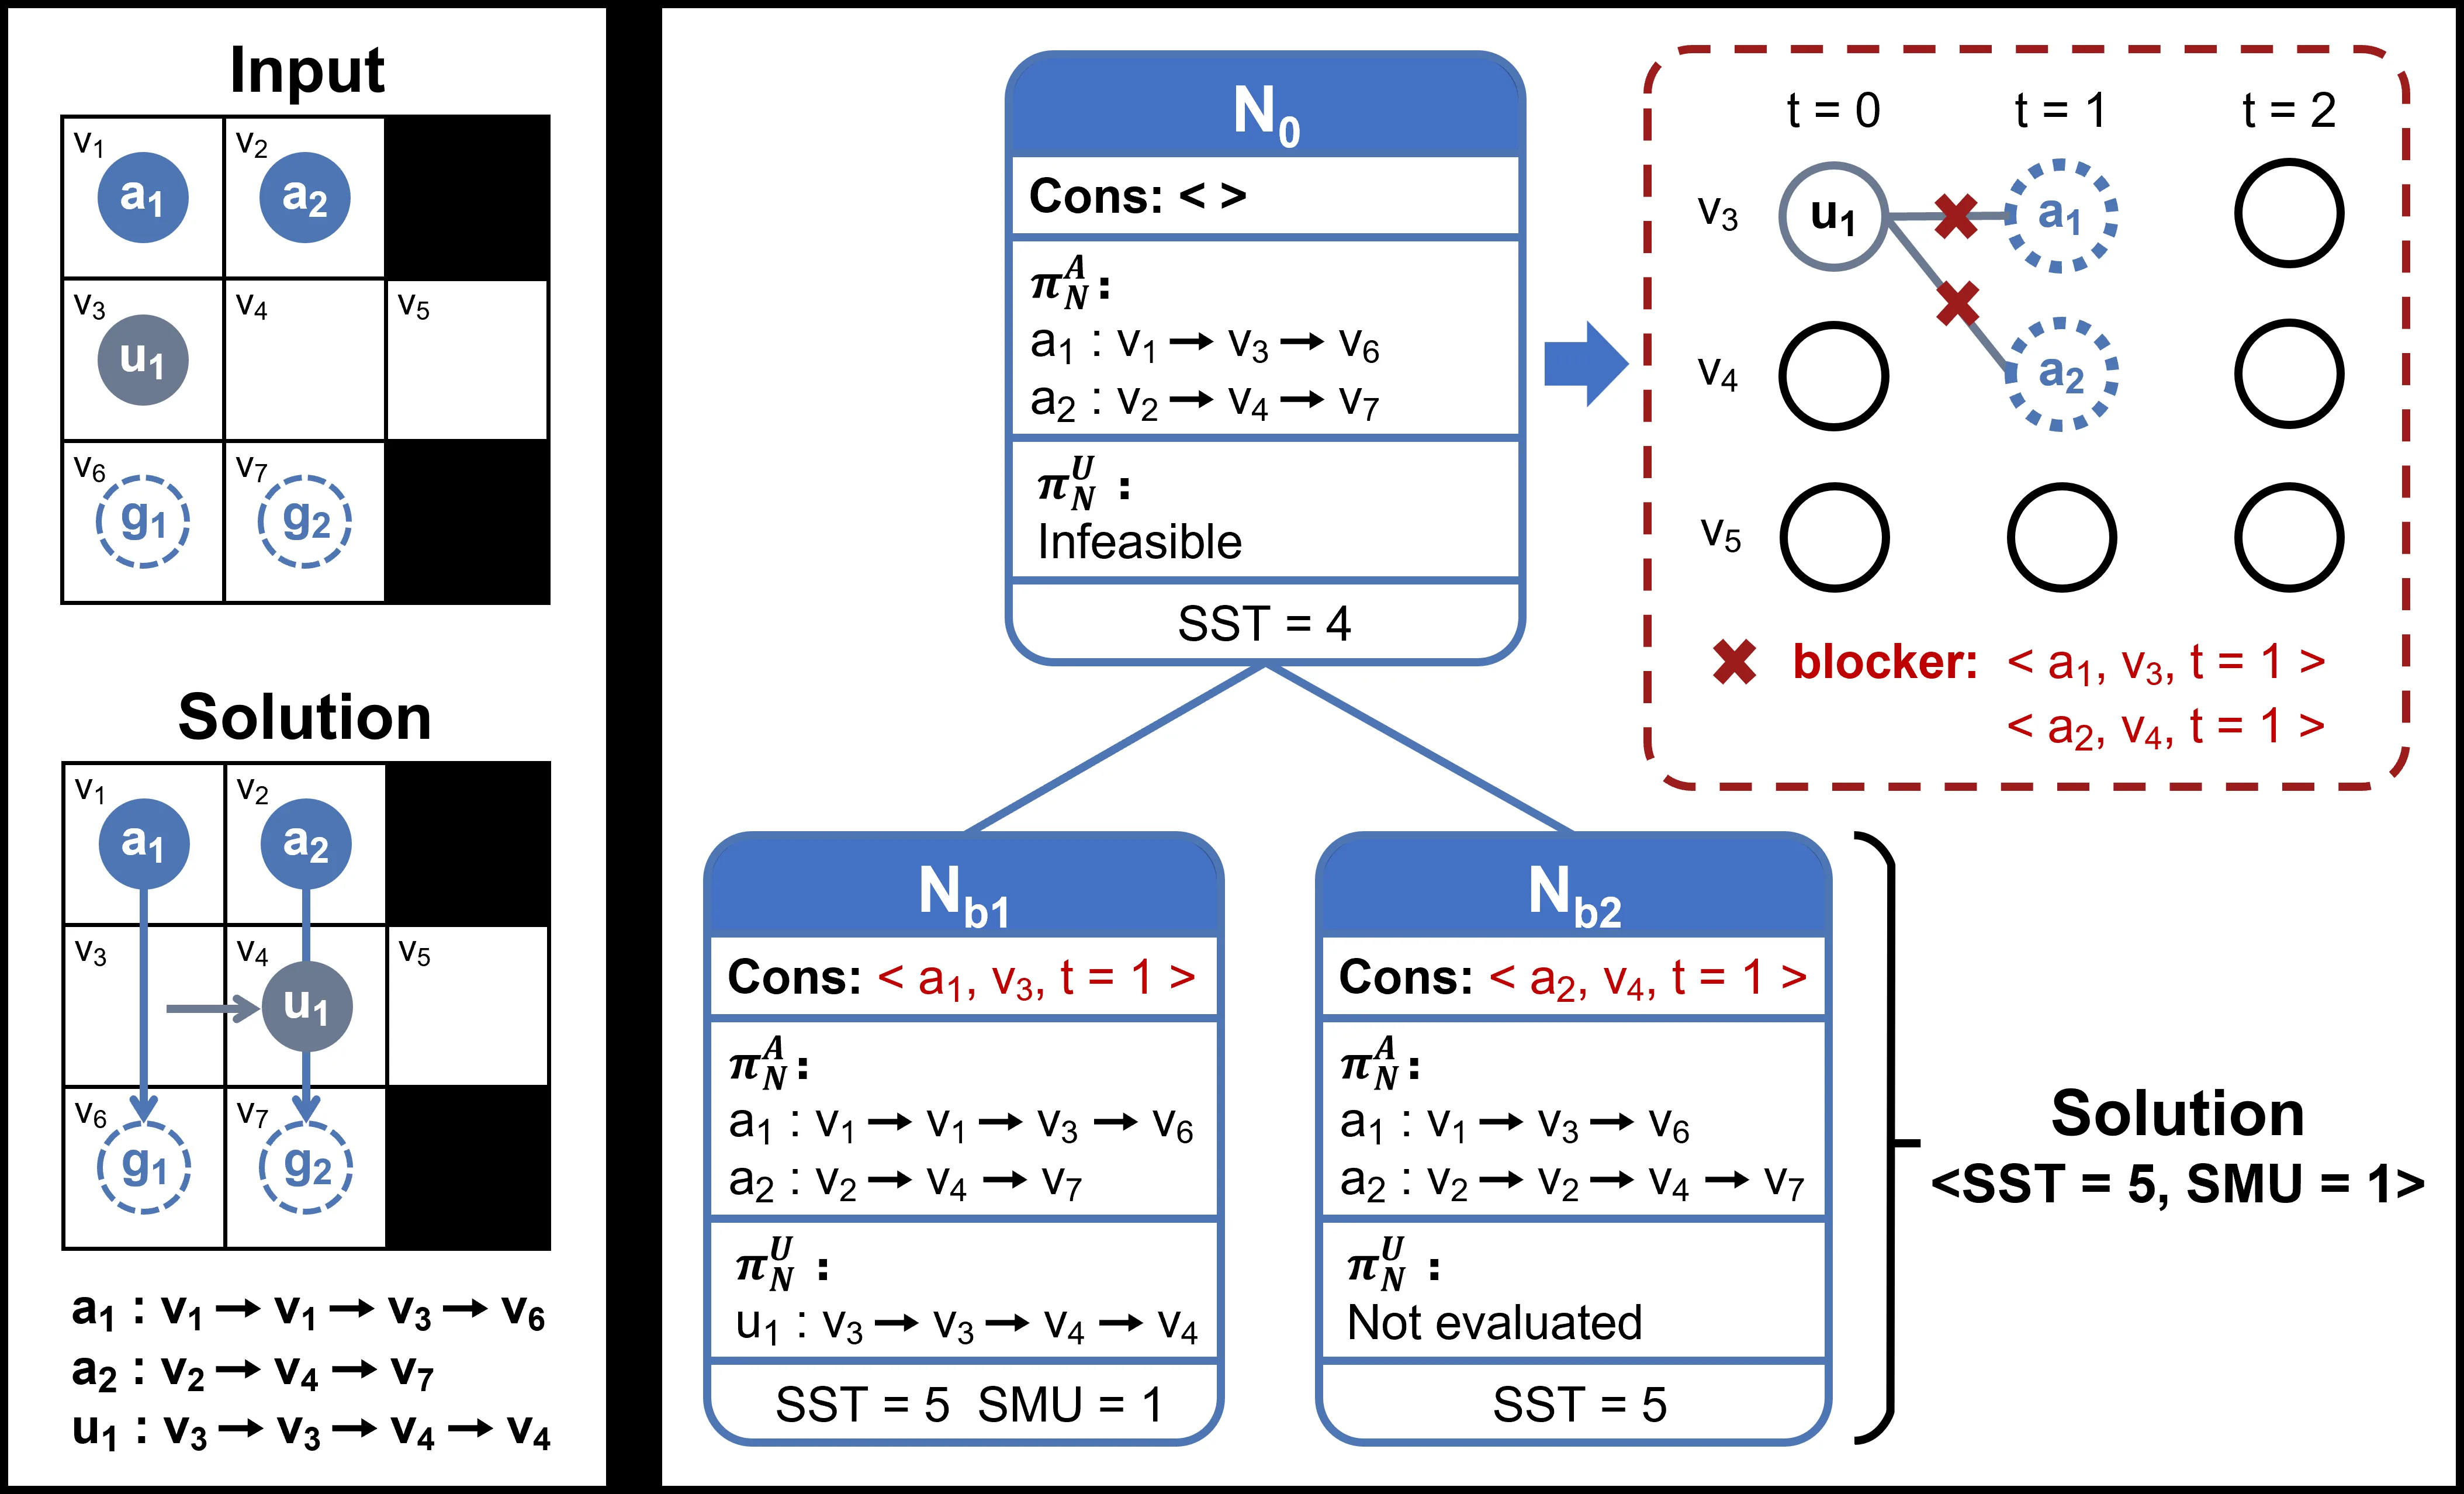 Input
v₁ v₂
a₁ a₂
v₃ v₄ v₅
u₁
v₆ v₇
g₁ g₂
Solution
v₁ v₂
a₁ a₂
v₃ v₄ v₅
u₁
v₆ v₇
g₁ g₂
a₁ : v₁ → v₁ → v₃ → v₆
a₂ : v₂ → v₄ → v₇
u₁ : v₃ → v₃ → v₄ → v₄
N₀
Cons: < >
π_N^A :
a₁ : v₁ → v₃ → v₆
a₂ : v₂ → v₄ → v₇
π_N^U :
Infeasible
SST = 4
t = 0 t = 1 t = 2
v₃ u₁ a₁
v₄ a₂
v₅
blocker: < a₁, v₃, t = 1 >
< a₂, v₄, t = 1 >
N_b1
Cons: < a₁, v₃, t = 1 >
π_N^A :
a₁ : v₁ → v₁ → v₃ → v₆
a₂ : v₂ → v₄ → v₇
π_N^U :
u₁ : v₃ → v₃ → v₄ → v₄
SST = 5 SMU = 1
N_b2
Cons: < a₂, v₄, t = 1 >
π_N^A :
a₁ : v₁ → v₃ → v₆
a₂ : v₂ → v₂ → v₄ → v₇
π_N^U :
Not evaluated
SST = 5
Solution
<SST = 5, SMU = 1>